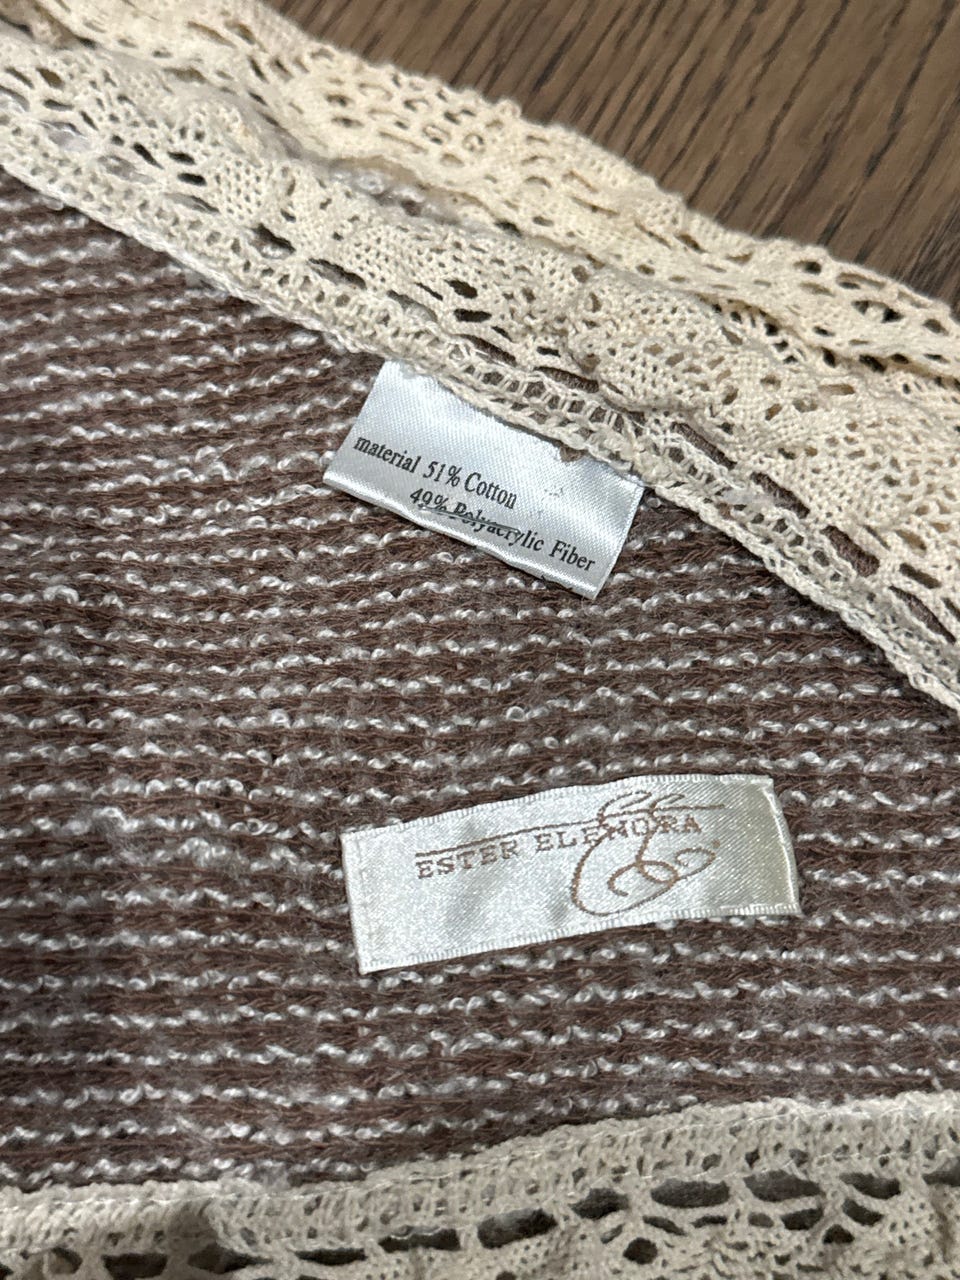 material 51% Cotton
49% Polyacrylic Fiber
ESTER ELENORA